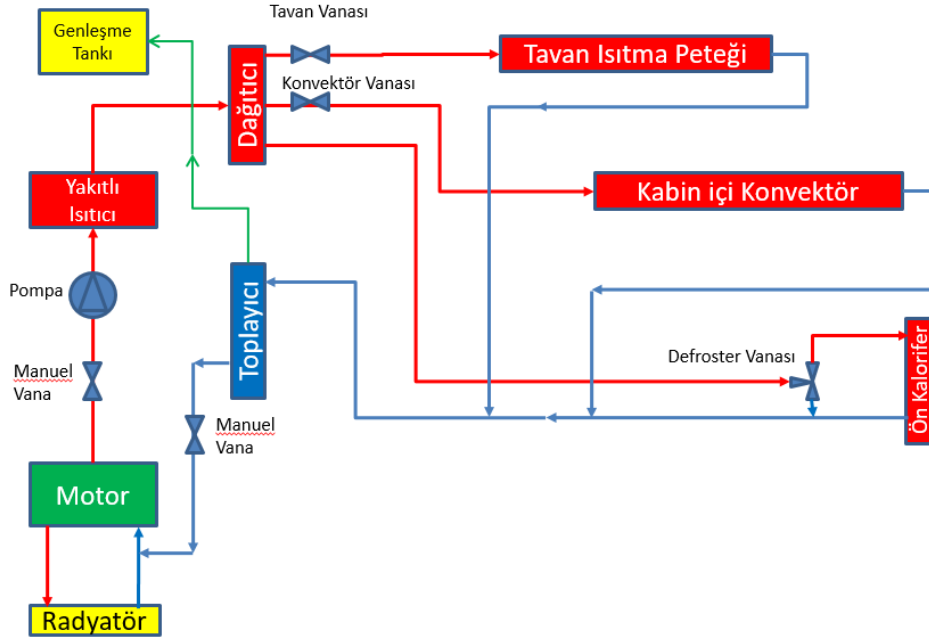 Tavan Vanası
Genleşme
Tankı
Tavan Isıtma Peteği
Dağıtıcı
Konvektör Vanası
Yakıtlı
Isıtıcı
Kabin içi Konvektör
Pompa
Toplayıcı
Manuel
Vana
Defroster Vanası
Ön Kalorifer
Manuel
Vana
Motor
Radyatör